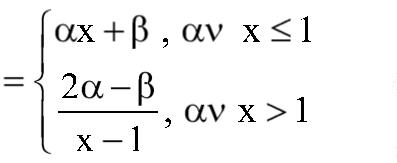 = { αx + β , αν x ≤ 1
2α − β / x − 1 , αν x > 1